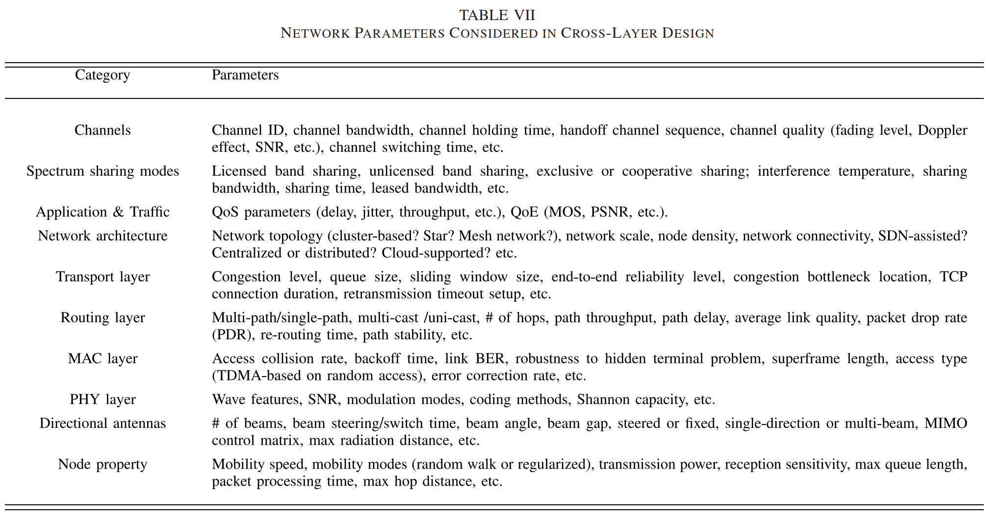 TABLE VII
NETWORK PARAMETERS CONSIDERED IN CROSS-LAYER DESIGN
Category Parameters
Channels Channel ID, channel bandwidth, channel holding time, handoff channel sequence, channel quality (fading level, Doppler
effect, SNR, etc.), channel switching time, etc.
Spectrum sharing modes Licensed band sharing, unlicensed band sharing, exclusive or cooperative sharing; interference temperature, sharing
bandwidth, sharing time, leased bandwidth, etc.
Application & Traffic QoS parameters (delay, jitter, throughput, etc.), QoE (MOS, PSNR, etc.).
Network architecture Network topology (cluster-based? Star? Mesh network?), network scale, node density, network connectivity, SDN-assisted?
Centralized or distributed? Cloud-supported? etc.
Transport layer Congestion level, queue size, sliding window size, end-to-end reliability level, congestion bottleneck location, TCP
connection duration, retransmission timeout setup, etc.
Routing layer Multi-path/single-path, multi-cast /uni-cast, # of hops, path throughput, path delay, average link quality, packet drop rate
(PDR), re-routing time, path stability, etc.
MAC layer Access collision rate, backoff time, link BER, robustness to hidden terminal problem, superframe length, access type
(TDMA-based on random access), error correction rate, etc.
PHY layer Wave features, SNR, modulation modes, coding methods, Shannon capacity, etc.
Directional antennas # of beams, beam steering/switch time, beam angle, beam gap, steered or fixed, single-direction or multi-beam, MIMO
control matrix, max radiation distance, etc.
Node property Mobility speed, mobility modes (random walk or regularized), transmission power, reception sensitivity, max queue length,
packet processing time, max hop distance, etc.